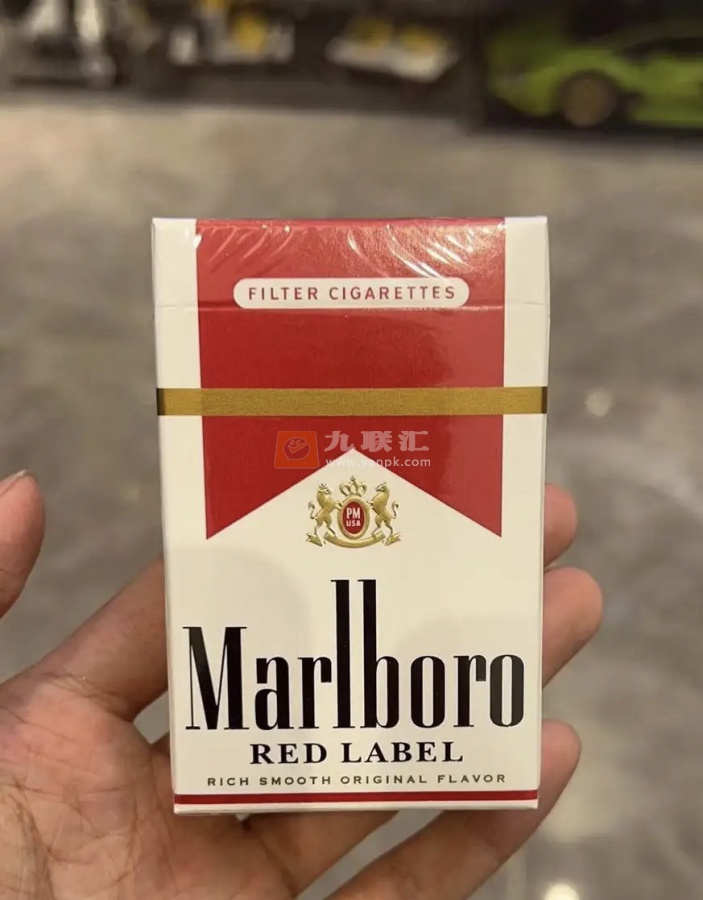 FILTER CIGARETTES
九联汇
www.yanpk.com
PM
USA
Marlboro
RED LABEL
RICH SMOOTH ORIGINAL FLAVOR